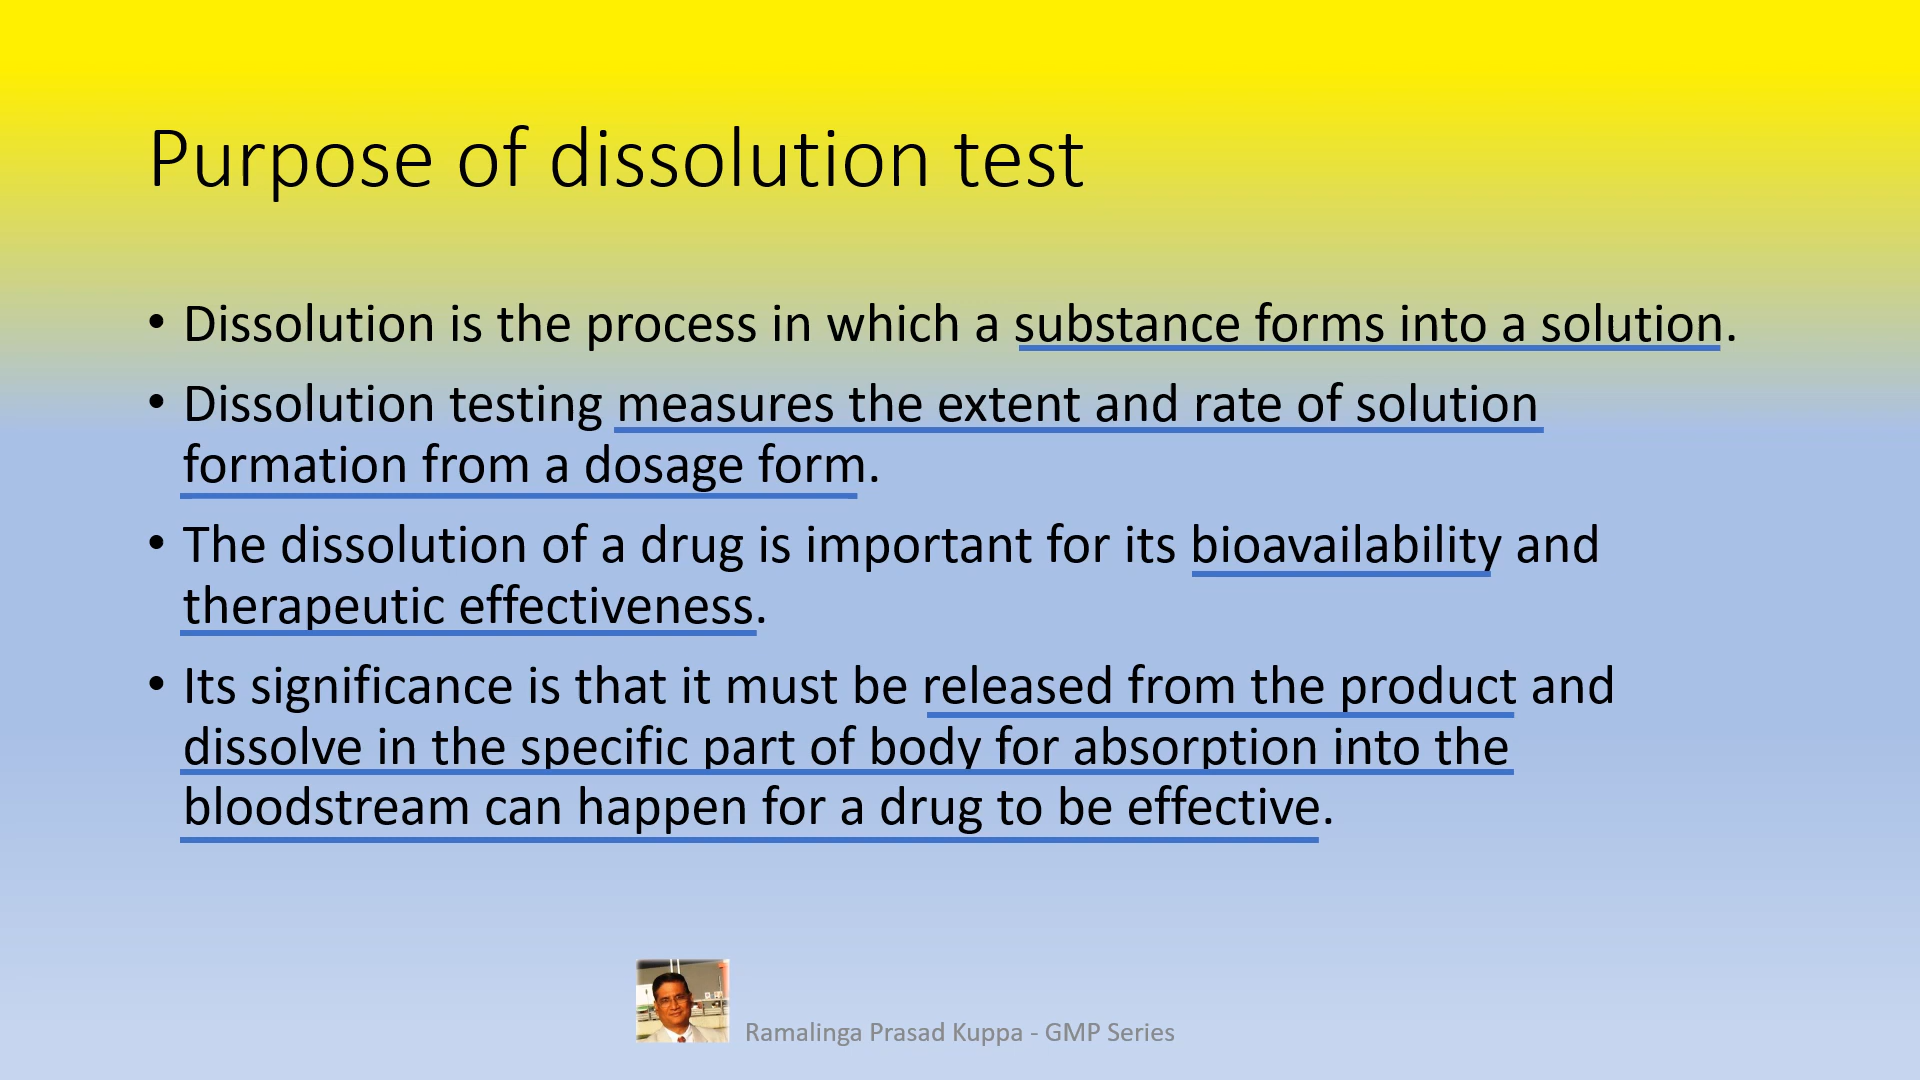 Purpose of dissolution test
• Dissolution is the process in which a substance forms into a solution.
• Dissolution testing measures the extent and rate of solution
formation from a dosage form.
• The dissolution of a drug is important for its bioavailability and
therapeutic effectiveness.
• Its significance is that it must be released from the product and
dissolve in the specific part of body for absorption into the
bloodstream can happen for a drug to be effective.
Ramalinga Prasad Kuppa - GMP Series